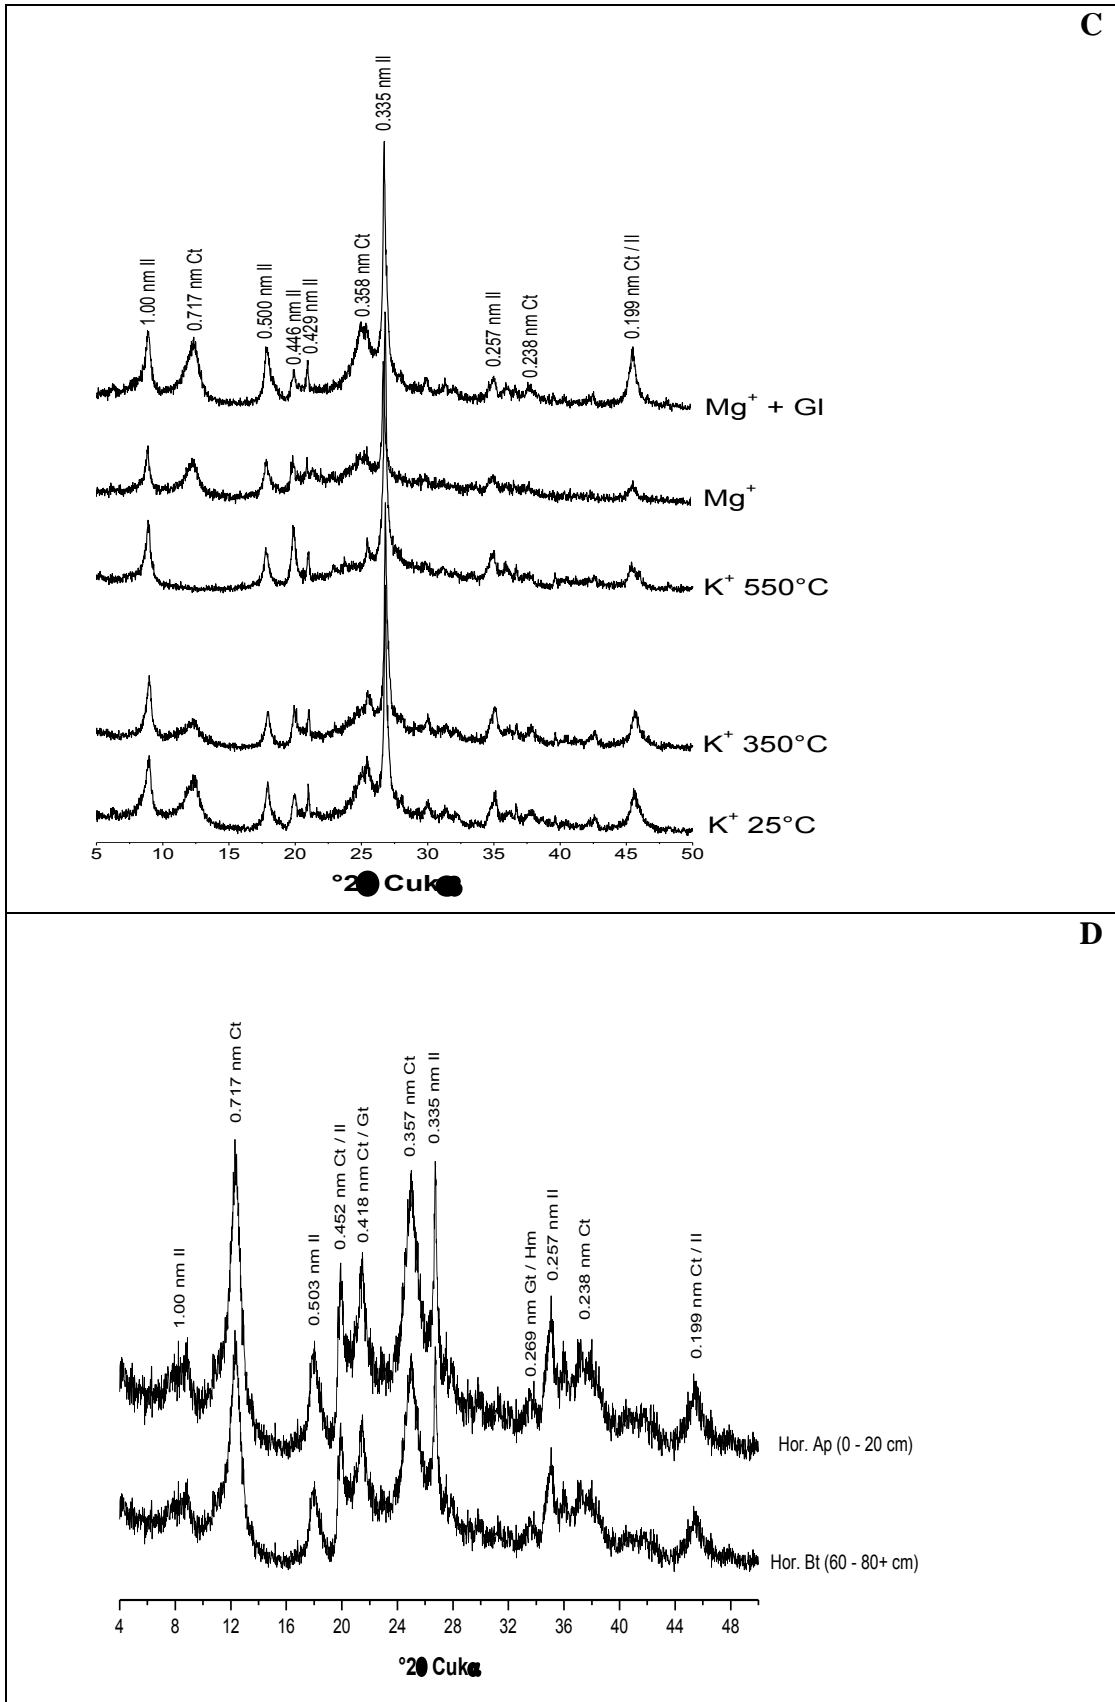 C
1.00 nm Il
0.717 nm Ct
0.500 nm Il
0.446 nm Il
0.429 nm Il
0.358 nm Ct
0.335 nm Il
0.257 nm Il
0.238 nm Ct
0.199 nm Ct / Il
Mg+ + Gl
Mg+
K+ 550°C
K+ 350°C
K+ 25°C
5 10 15 20 25 30 35 40 45 50
°2 Cuk
D
1.00 nm Il
0.717 nm Ct
0.503 nm Il
0.452 nm Ct / Il
0.418 nm Ct / Gt
0.357 nm Ct
0.335 nm Il
0.269 nm Gt / Hm
0.257 nm Il
0.238 nm Ct
0.199 nm Ct / Il
Hor. Ap (0 - 20 cm)
Hor. Bt (60 - 80+ cm)
4 8 12 16 20 24 28 32 36 40 44 48
°2 Cuk